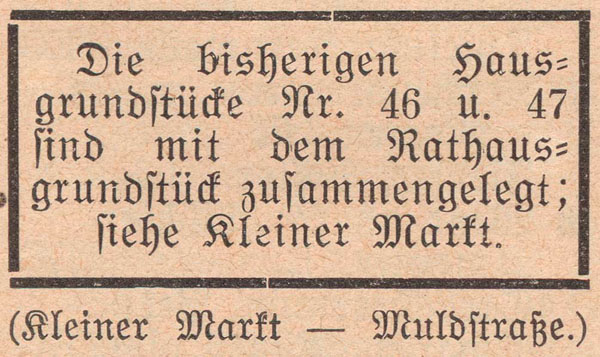 Die bisherigen Haus-
grundſtücke Nr. 46 u. 47
ſind mit dem Rathaus-
grundſtück zuſammengelegt;
ſiehe Kleiner Markt.
(Kleiner Markt — Muldſtraße.)